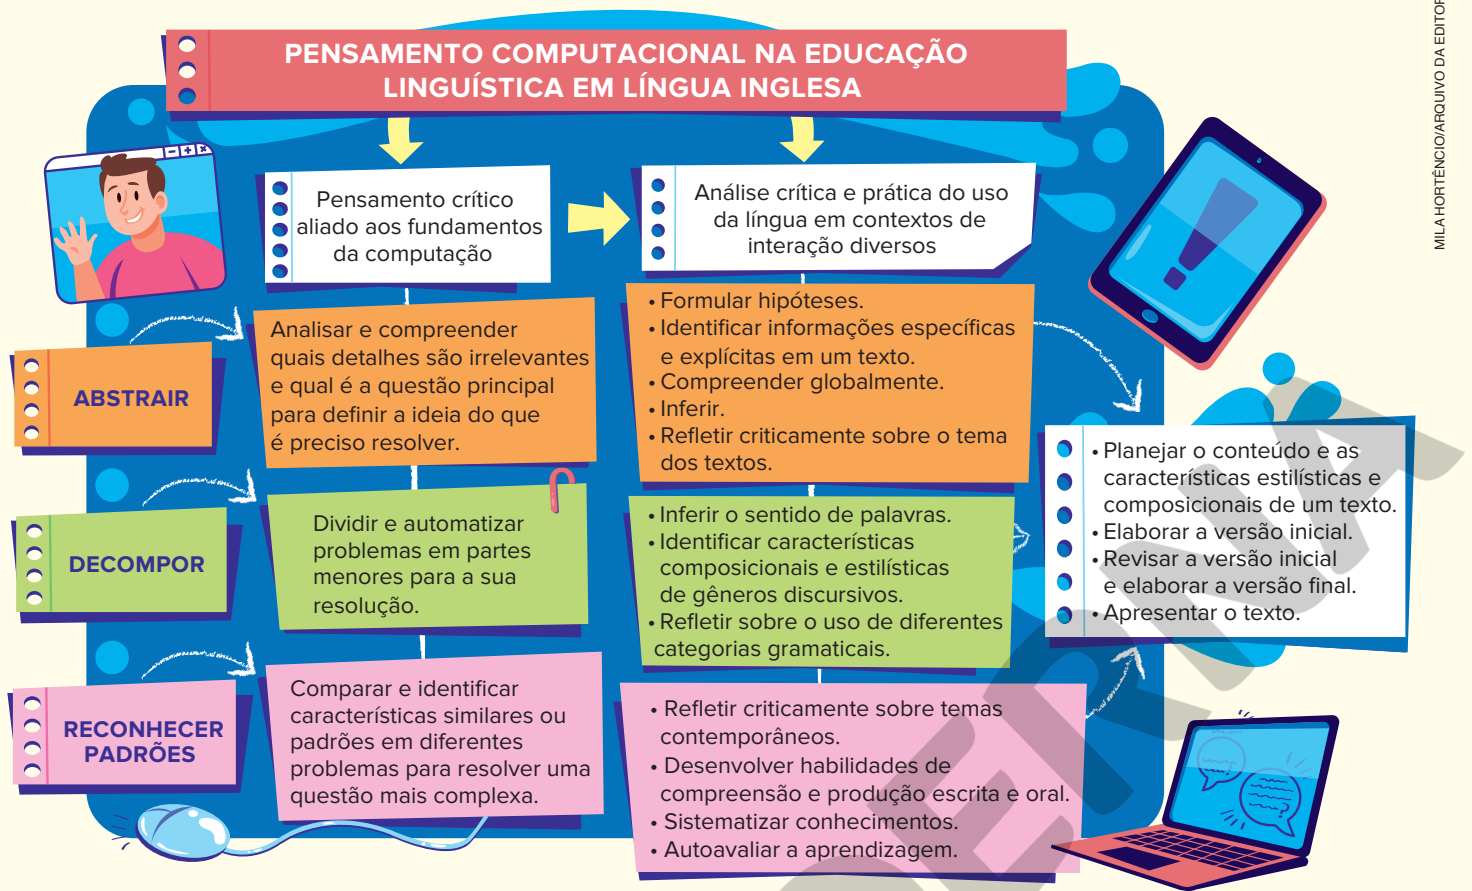 PENSAMENTO COMPUTACIONAL NA EDUCAÇÃO
LINGUÍSTICA EM LÍNGUA INGLESA
Pensamento crítico
aliado aos fundamentos
da computação
Análise crítica e prática do uso
da língua em contextos de
interação diversos
ABSTRAIR
Analisar e compreender
quais detalhes são irrelevantes
e qual é a questão principal
para definir a ideia do que
é preciso resolver.
• Formular hipóteses.
• Identificar informações específicas
e explícitas em um texto.
• Compreender globalmente.
• Inferir.
• Refletir criticamente sobre o tema
dos textos.
DECOMPOR
Dividir e automatizar
problemas em partes
menores para a sua
resolução.
• Inferir o sentido de palavras.
• Identificar características
composicionais e estilísticas
de gêneros discursivos.
• Refletir sobre o uso de diferentes
categorias gramaticais.
RECONHECER
PADRÕES
Comparar e identificar
características similares ou
padrões em diferentes
problemas para resolver uma
questão mais complexa.
• Refletir criticamente sobre temas
contemporâneos.
• Desenvolver habilidades de
compreensão e produção escrita e oral.
• Sistematizar conhecimentos.
• Autoavaliar a aprendizagem.
• Planejar o conteúdo e as
características estilísticas e
composicionais de um texto.
• Elaborar a versão inicial.
• Revisar a versão inicial
e elaborar a versão final.
• Apresentar o texto.
MILA HORTÊNCIO/ARQUIVO DA EDITOR
ERNA